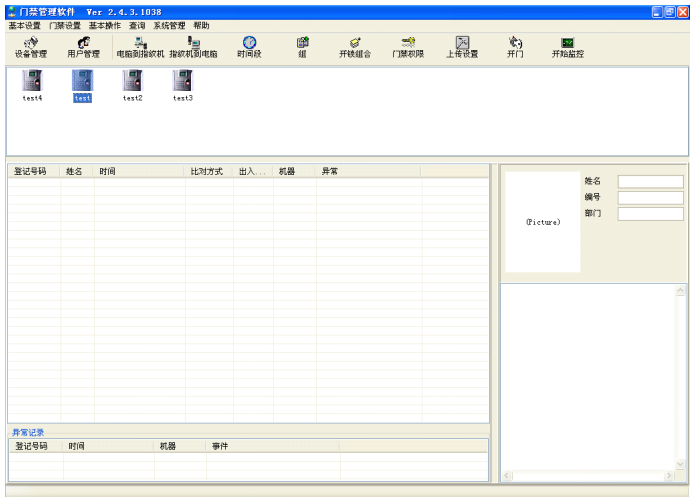 门禁管理软件 Ver 2.4.3.1038
基本设置 门禁设置 基本操作 查询 系统管理 帮助
设备管理 用户管理 电脑到指纹机 指纹机到电脑 时间段 组 开锁组合 门禁权限 上传设置 开门 开始监控
test4 test test2 test3
登记号码 姓名 时间 比对方式 出入... 机器 异常
姓名
编号
部门
(Picture)
异常记录
登记号码 时间 机器 事件